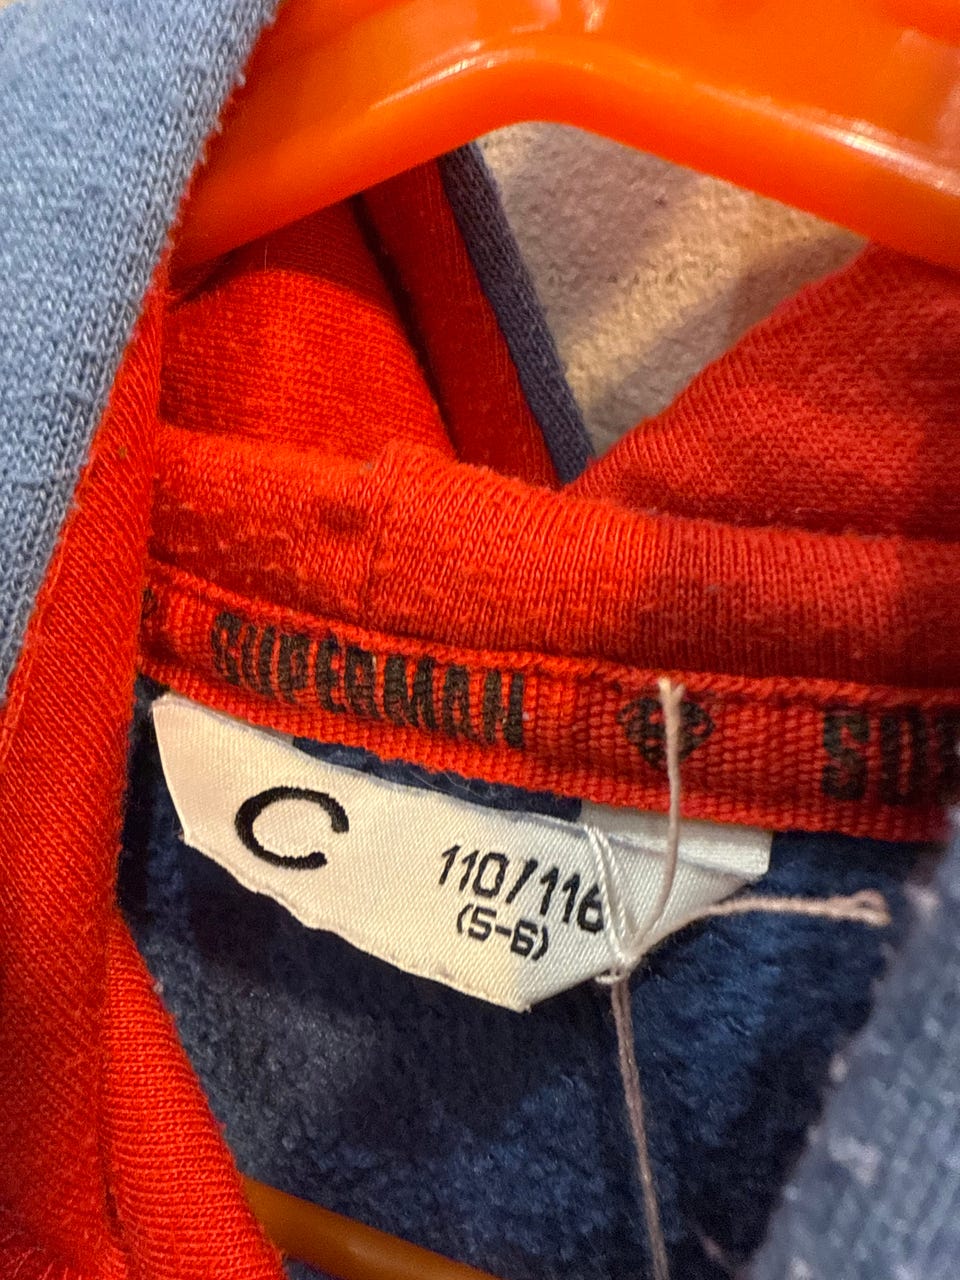 SUPERMAN
C
110/116
(5-6)